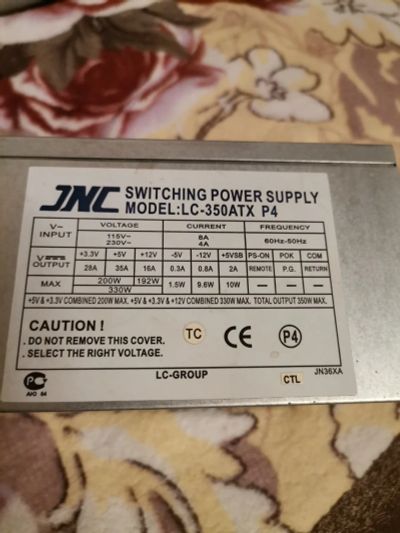 JNC SWITCHING POWER SUPPLY
MODEL:LC-350ATX P4
V~ INPUT VOLTAGE CURRENT FREQUENCY
115V~ 8A 60Hz-50Hz
230V~ 4A
V OUTPUT +3.3V +5V +12V -5V -12V +5VSB PS-ON POK COM
28A 35A 16A 0.3A 0.8A 2A REMOTE P.G. RETURN
MAX 200W 192W 1.5W 9.6W 10W - - -
330W
+5V & +3.3V COMBINED 200W MAX, +5V & +3.3V & +12V COMBINED 330W MAX. TOTAL OUTPUT 350W MAX.
CAUTION !
. DO NOT REMOVE THIS COVER.
. SELECT THE RIGHT VOLTAGE.
TC CE P4
LC-GROUP
JN36XA
CTL